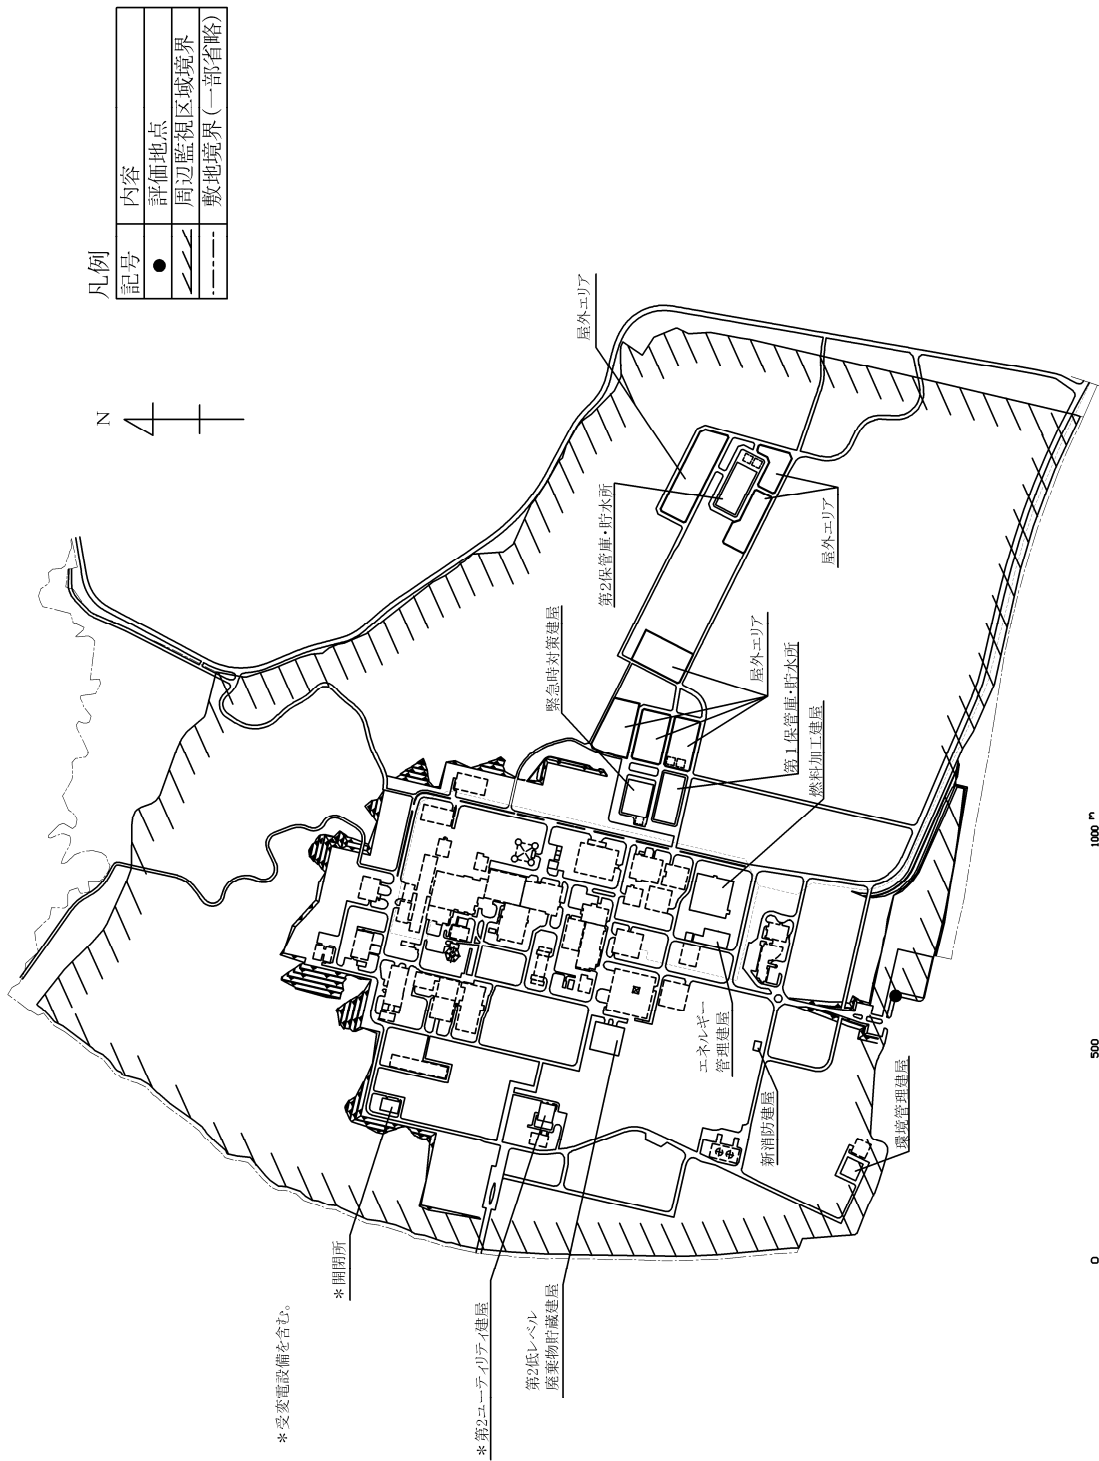 凡例
記号 内容
● 評価地点
周辺監視区域境界
敷地境界(一部省略)
N
屋外エリア
第2保管庫・貯水所
屋外エリア
緊急時対策建屋
屋外エリア
第1保管庫・貯水所
燃料加工建屋
エネルギー
管理建屋
新消防建屋
環境管理建屋
*開閉所
*第2ユーティリティ建屋
第2低レベル
廃棄物貯蔵建屋
*受変電設備を含む。
0 500 1000 m